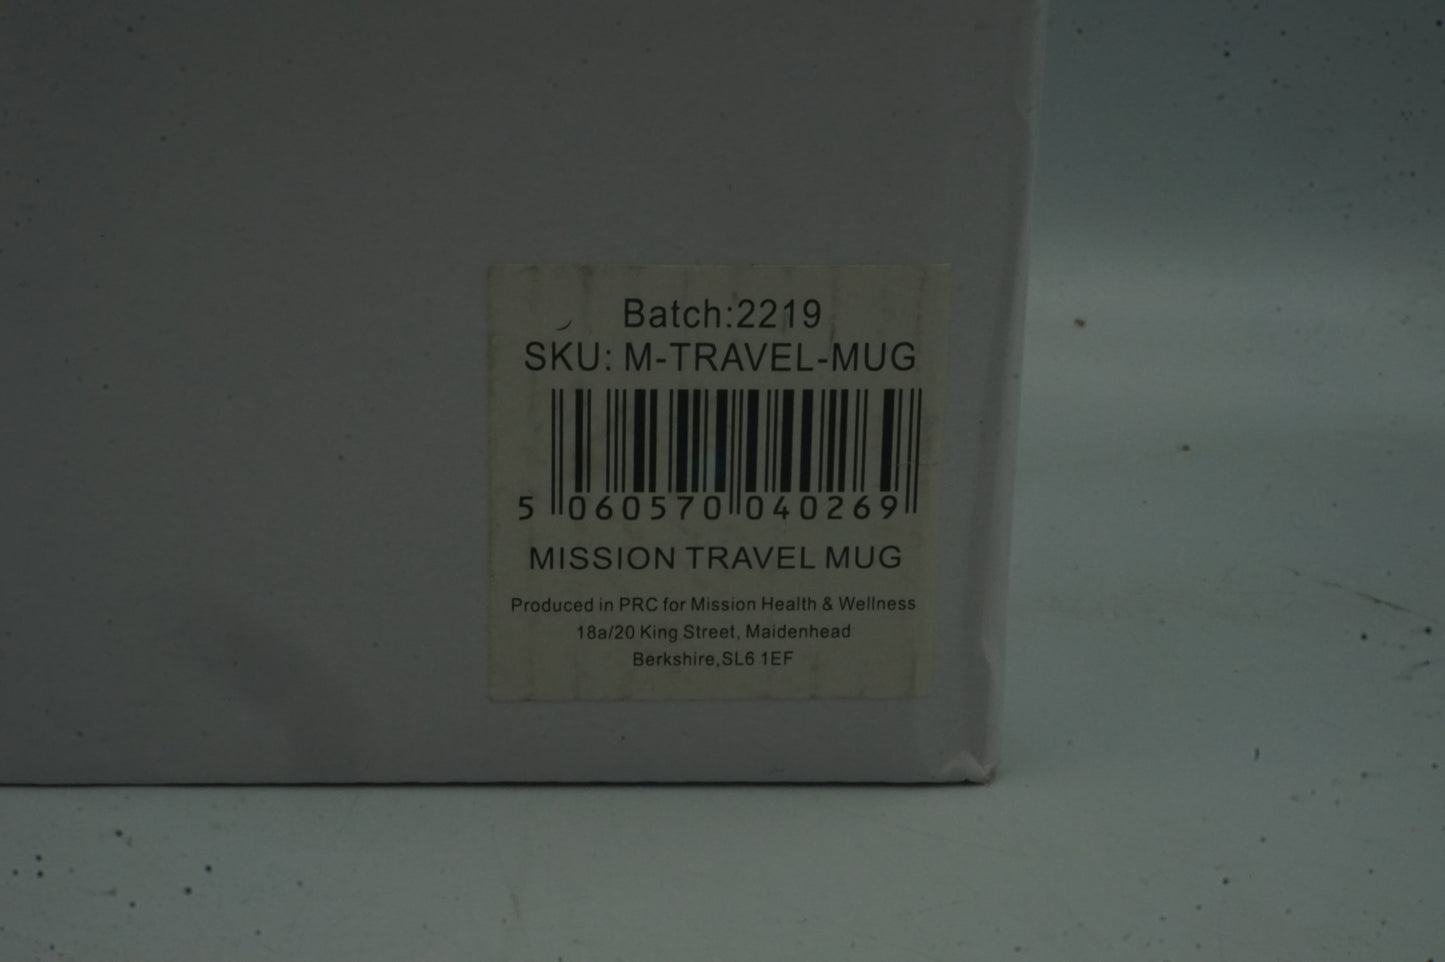 Batch:2219
SKU: M-TRAVEL-MUG
5 060570 040269
MISSION TRAVEL MUG
Produced in PRC for Mission Health & Wellness
18a/20 King Street, Maidenhead
Berkshire,SL6 1EF